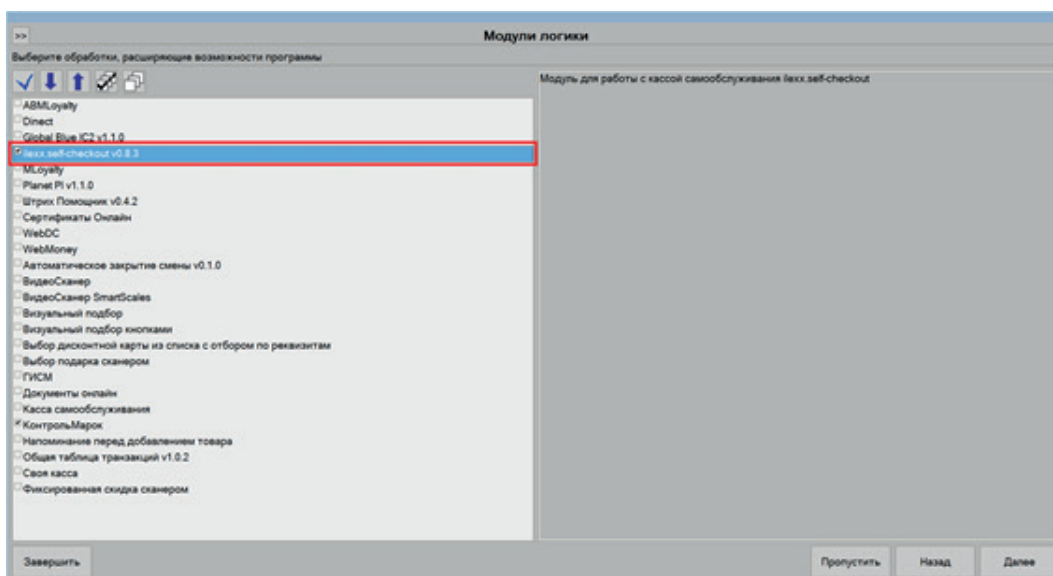 >>
Модули логики
Выберите обработки, расширяющие возможности программы
Модуль для работы с кассой самообслуживания ilexx.self-checkout
ABMLoyalty
Dinect
Global Blue IC2 v1.1.0
ilexx.self-checkout v0.8.3
MLoyalty
Planet PI v1.1.0
Штрих Помощник v0.4.2
Сертификаты Онлайн
WebDC
WebMoney
Автоматическое закрытие смены v0.1.0
ВидеоСканер
ВидеоСканер SmartScales
Визуальный подбор
Визуальный подбор кнопками
Выбор дисконтной карты из списка с отбором по реквизитам
Выбор подарка сканером
ГИСМ
Документы онлайн
Касса самообслуживания
КонтрольМарок
Напоминание перед добавлением товара
Общая таблица транзакций v1.0.2
Своя касса
Фиксированная скидка сканером
Завершить
Пропустить
Назад
Далее